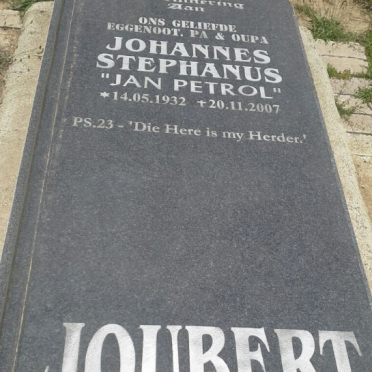 Aan
ONS GELIEFDE
EGGENOOT, PA & OUPA
JOHANNES
STEPHANUS
"JAN PETROL"
*14.05.1932 +20.11.2007
PS.23 - 'Die Here is my Herder.'
JOUBERT